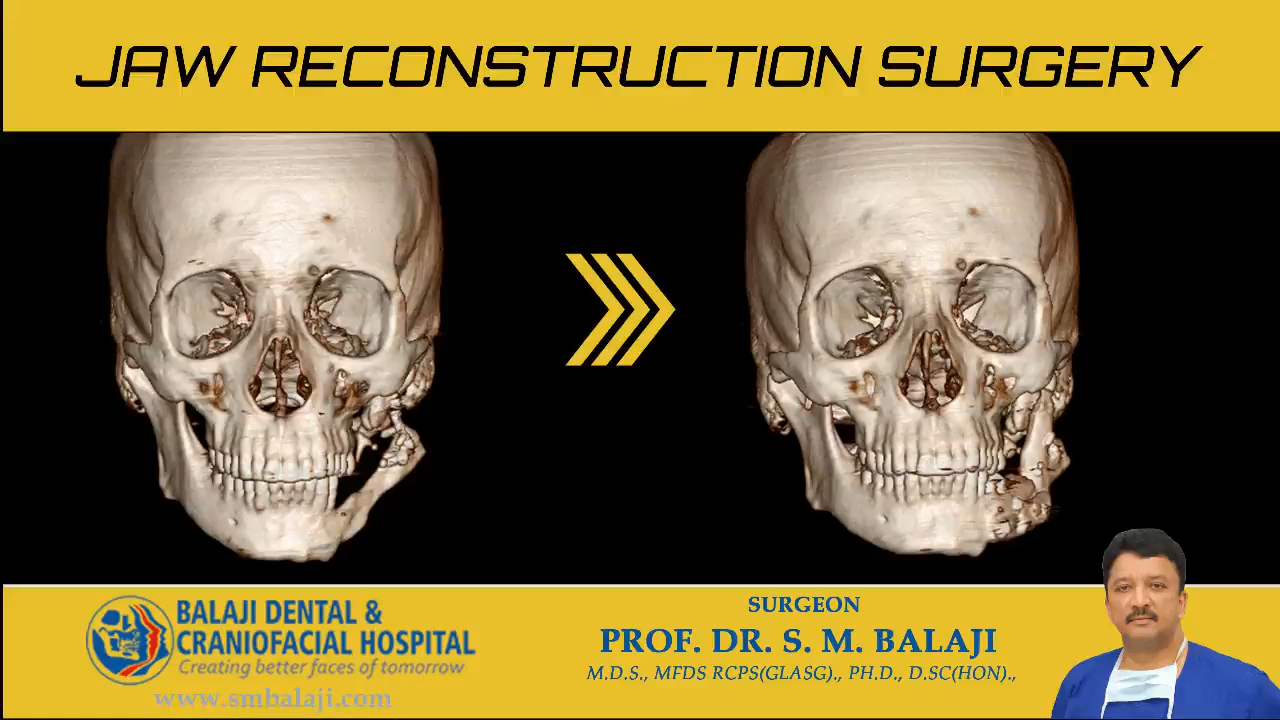 JAW RECONSTRUCTION SURGERY
BALAJI DENTAL &
CRANIOFACIAL HOSPITAL
Creating better faces of tomorrow
www.smbalaji.com
SURGEON
PROF. DR. S. M. BALAJI
M.D.S., MFDS RCPS(GLASG)., PH.D., D.SC(HON).,